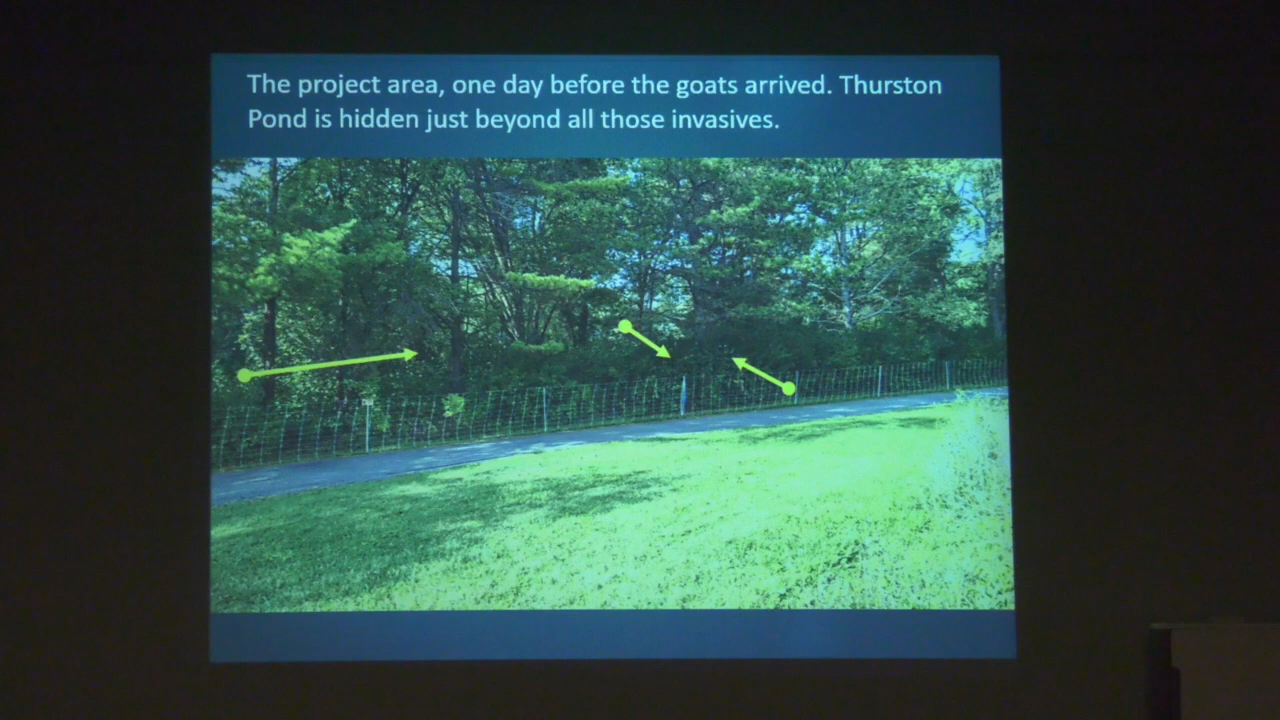 The project area, one day before the goats arrived. Thurston
Pond is hidden just beyond all those invasives.